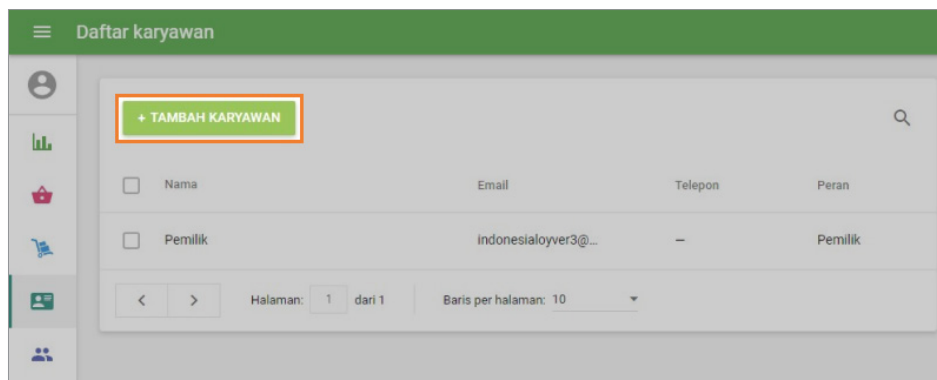 Daftar karyawan
+ TAMBAH KARYAWAN
Nama Email Telepon Peran
Pemilik indonesialoyver3@... — Pemilik
Halaman: 1 dari 1 Baris per halaman: 10